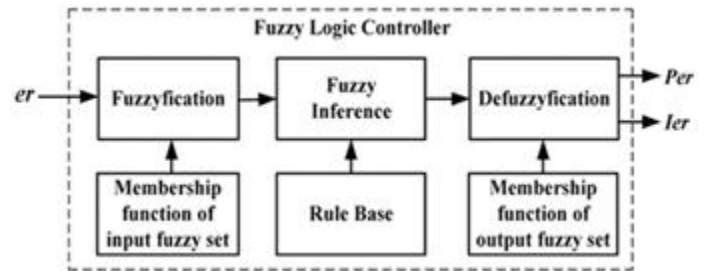 Fuzzy Logic Controller
er
Fuzzyfication
Fuzzy
Inference
Defuzzyfication
Per
Ier
Membership
function of
input fuzzy set
Rule Base
Membership
function of
output fuzzy set